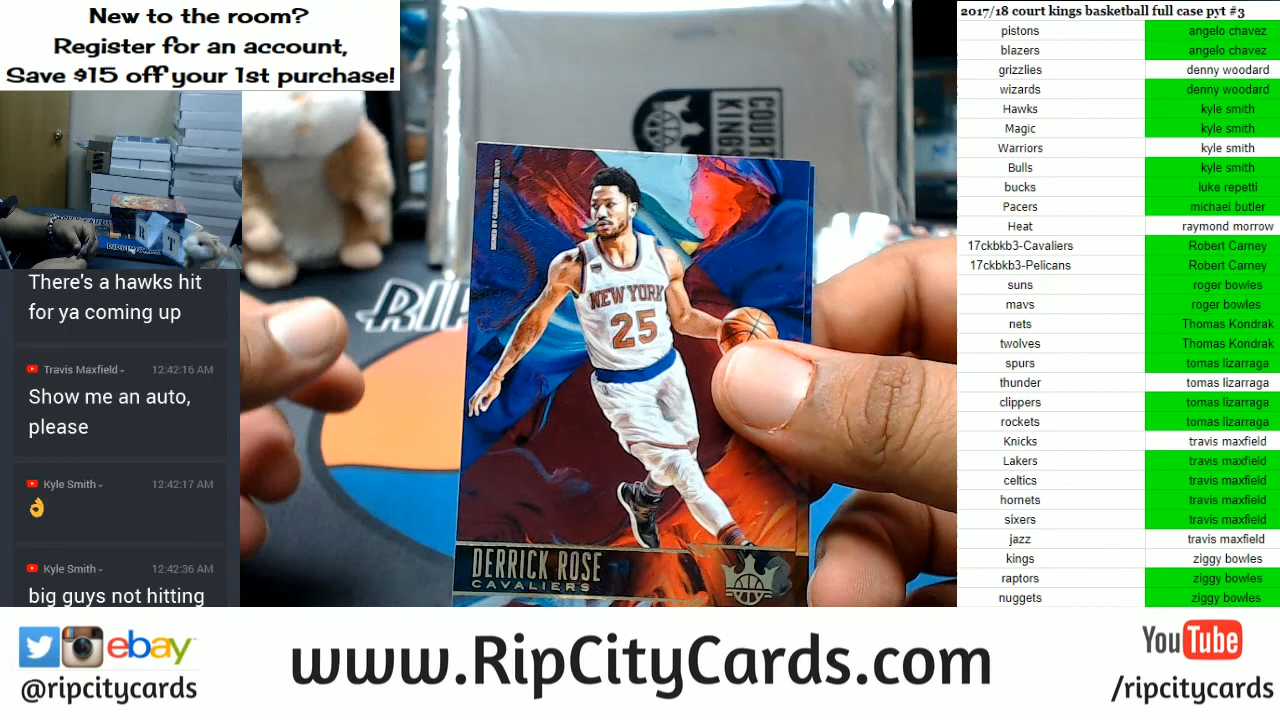 New to the room?
Register for an account,
Save $15 off your 1st purchase!
There's a hawks hit
for ya coming up
Travis Maxfield
12:42:16 AM
Show me an auto,
please
Kyle Smith
12:42:17 AM
Kyle Smith
12:42:36 AM
big guys not hitting
COURT
KINGS
RIP
NEW YORK
25
DERRICK ROSE
CAVALIERS
2017/18 court kings basketball full case pyt #3
pistons angelo chavez
blazers angelo chavez
grizzlies denny woodard
wizards denny woodard
Hawks kyle smith
Magic kyle smith
Warriors kyle smith
Bulls kyle smith
bucks luke repetti
Pacers michael butler
Heat raymond morrow
17ckbkb3-Cavaliers Robert Carney
17ckbkb3-Pelicans Robert Carney
suns roger bowles
mavs roger bowles
nets Thomas Kondrak
twolves Thomas Kondrak
spurs tomas lizarraga
thunder tomas lizarraga
clippers tomas lizarraga
rockets tomas lizarraga
Knicks travis maxfield
Lakers travis maxfield
celtics travis maxfield
hornets travis maxfield
sixers travis maxfield
jazz travis maxfield
kings ziggy bowles
raptors ziggy bowles
nuggets ziggy bowles
ebay
@ripcitycards
www.RipCityCards.com
YouTube
/ripcitycards